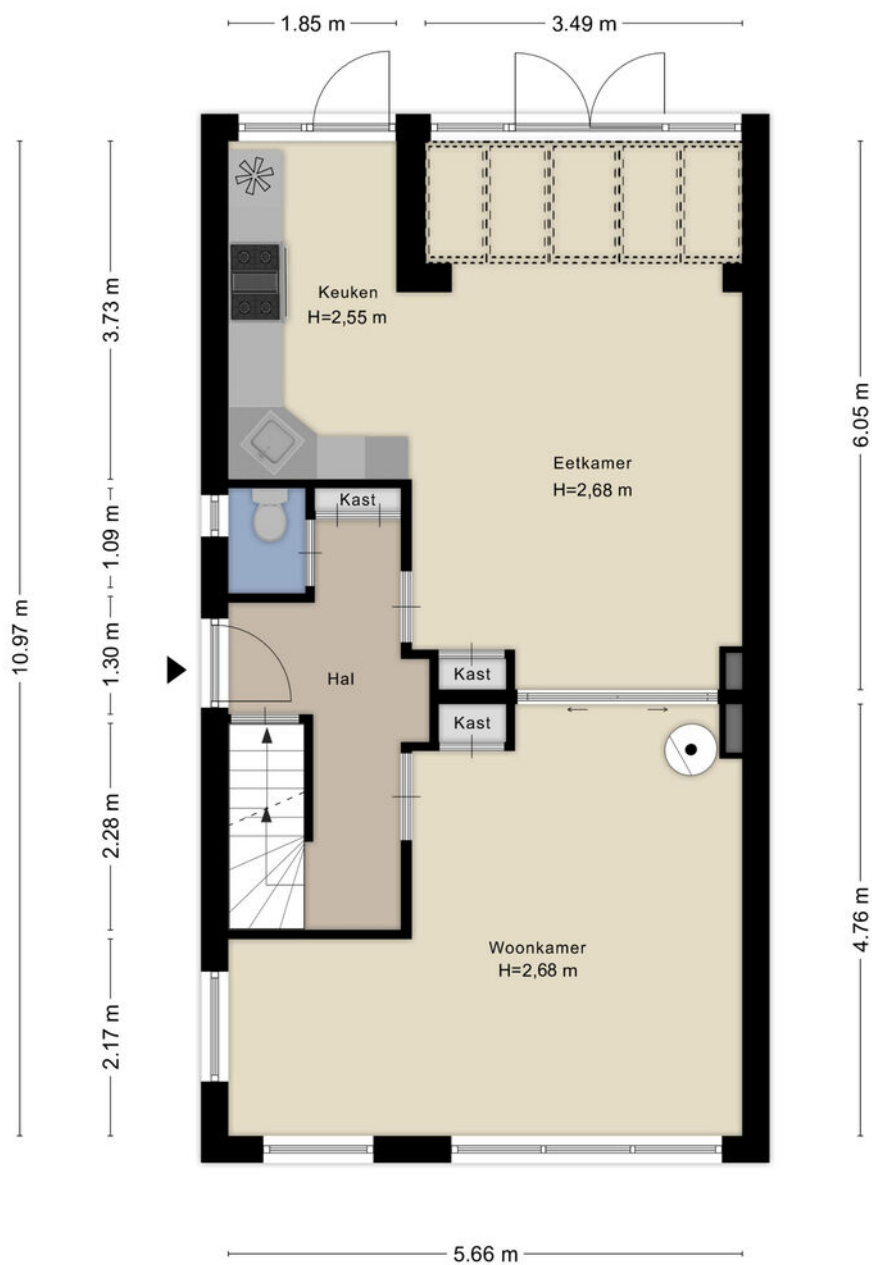 1.85 m
3.49 m
Keuken
H=2,55 m
3.73 m
6.05 m
Eetkamer
H=2,68 m
Kast
1.09 m
10.97 m
1.30 m
Hal
Kast
Kast
2.28 m
4.76 m
Woonkamer
H=2,68 m
2.17 m
5.66 m